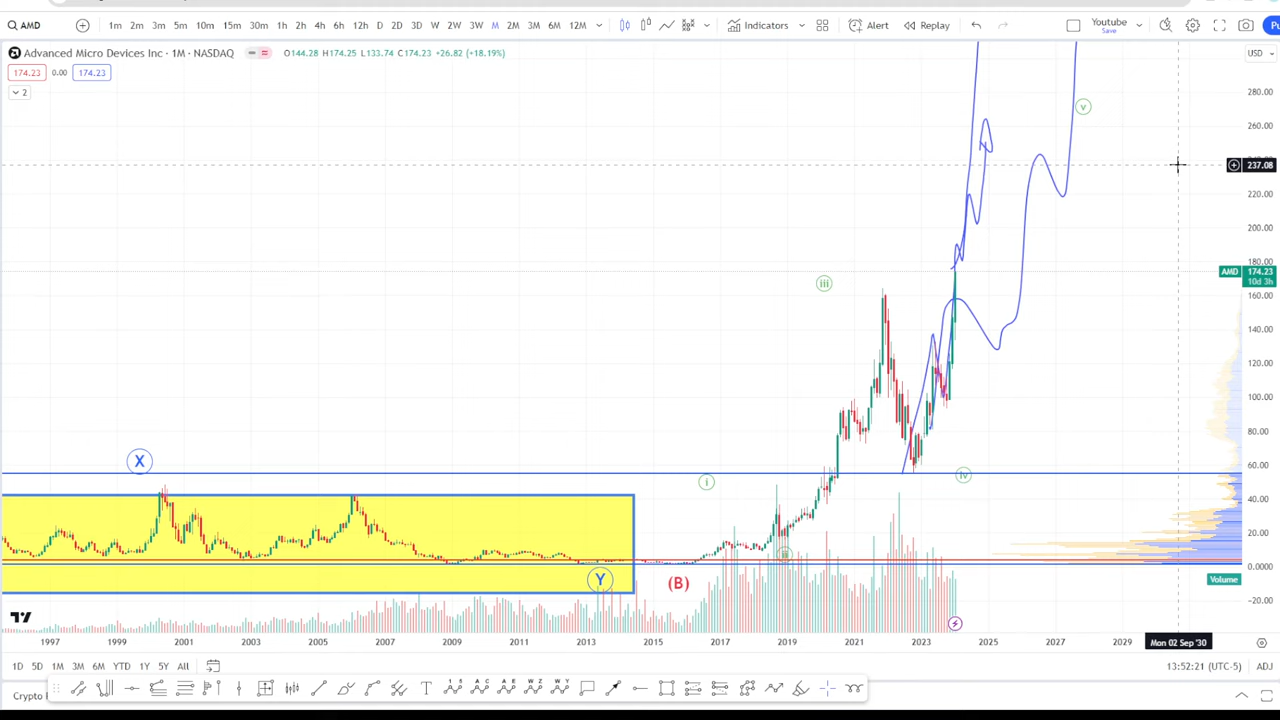 AMD 1m 2m 3m 5m 10m 15m 30m 1h 2h 4h 6h 12h D 2D 3D W 2W 3W M 2M 3M 6M 12M Indicators Alert Replay Youtube Save
Advanced Micro Devices Inc · 1M · NASDAQ O144.28 H174.25 L133.74 C174.23 +26.82 (+18.19%) USD
174.23 0.00 174.23
2
280.00
v
260.00
237.08
220.00
200.00
180.00
AMD 174.23
10d 3h
iii
160.00
140.00
120.00
100.00
80.00
X
60.00
iv
i
40.00
20.00
ii
0.0000
Y
(B)
Volume
−20.00
1997 1999 2001 2003 2005 2007 2009 2011 2013 2015 2017 2019 2021 2023 2025 2027 2029 Mon 02 Sep '30
1D 5D 1M 3M 6M YTD 1Y 5Y All 13:52:21 (UTC-5) ADJ